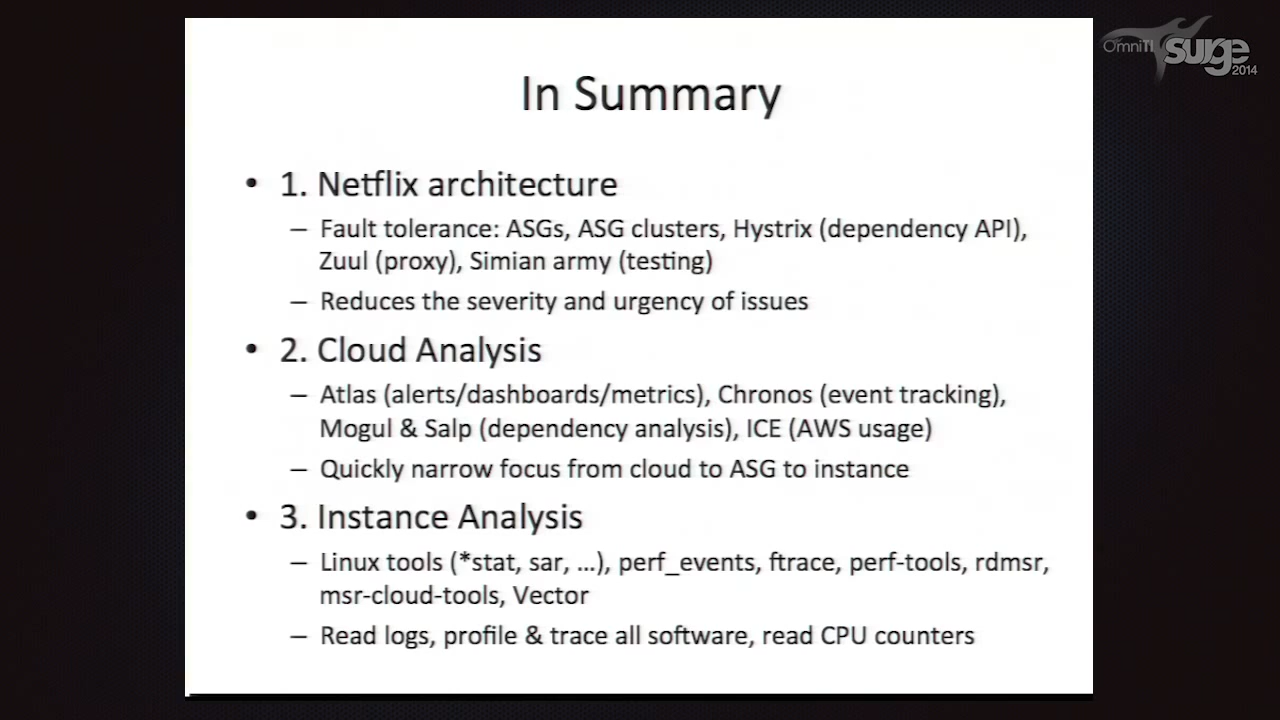 OmniTI surge 2014
In Summary
• 1. Netflix architecture
– Fault tolerance: ASGs, ASG clusters, Hystrix (dependency API),
Zuul (proxy), Simian army (testing)
– Reduces the severity and urgency of issues
• 2. Cloud Analysis
– Atlas (alerts/dashboards/metrics), Chronos (event tracking),
Mogul & Salp (dependency analysis), ICE (AWS usage)
– Quickly narrow focus from cloud to ASG to instance
• 3. Instance Analysis
– Linux tools (*stat, sar, ...), perf_events, ftrace, perf-tools, rdmsr,
msr-cloud-tools, Vector
– Read logs, profile & trace all software, read CPU counters